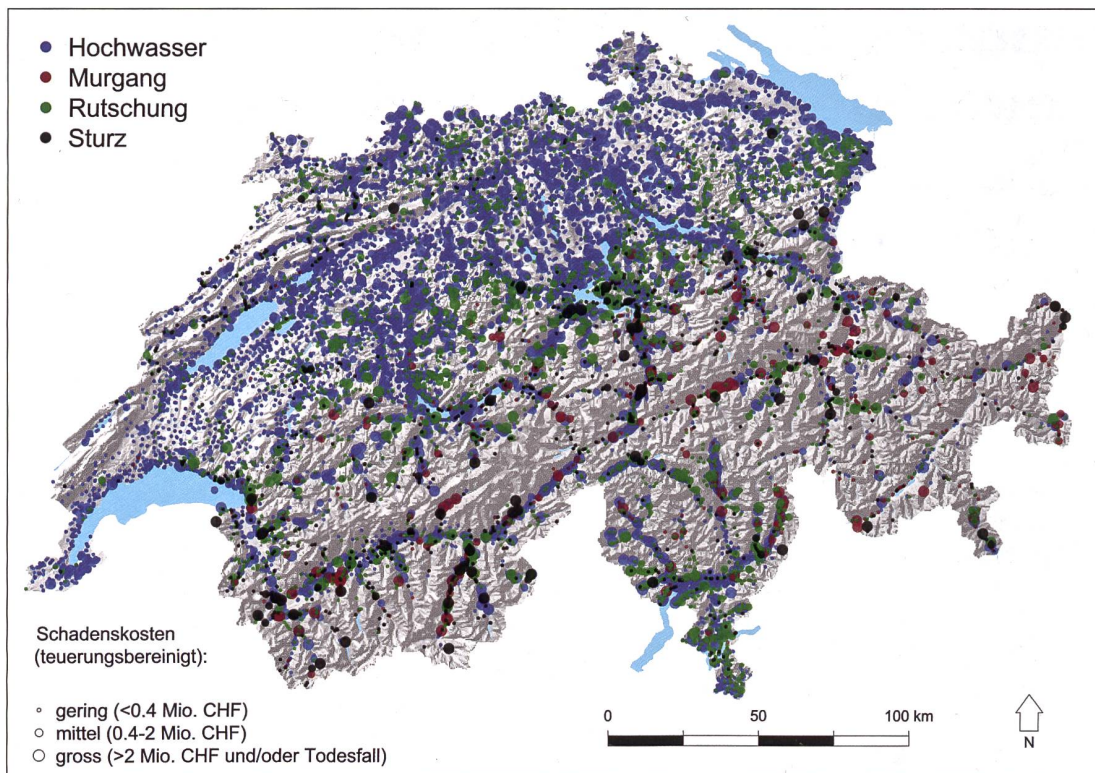 Hochwasser
Murgang
Rutschung
Sturz
Schadenskosten
(teuerungsbereinigt):
gering (<0.4 Mio. CHF)
mittel (0.4-2 Mio. CHF)
gross (>2 Mio. CHF und/oder Todesfall)
0 50 100 km
N